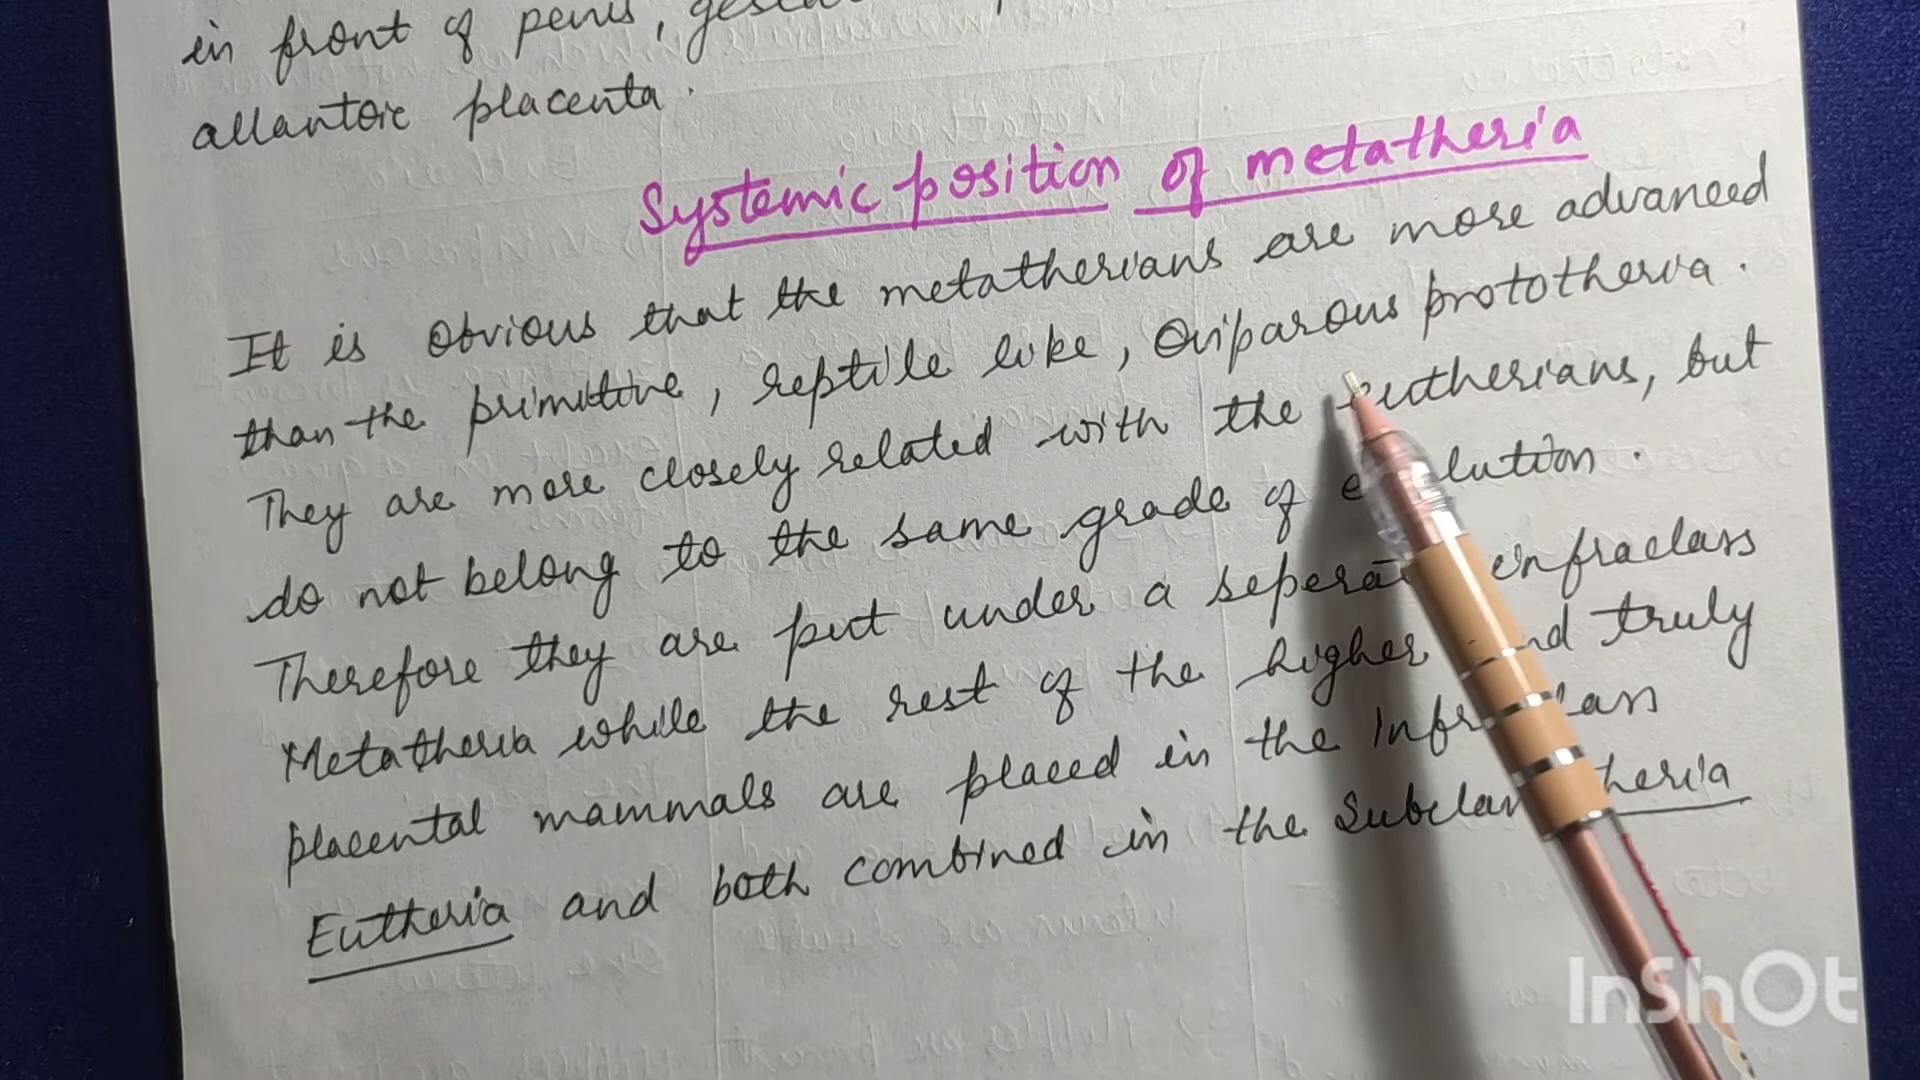 in front of penis,
allantoic placenta.
Systemic position of metatheria
It is obvious that the metatherians are more advanced
than the primitive, reptile like, Oviparous prototheria.
They are more closely related with the eutherians, but
do not belong to the same grade of evolution.
Therefore they are put under a seperate infraclass
Metatheria while the rest of the higher and truly
placental mammals are placed in the Infraclass
Eutheria and both combined in the Subclass theria
InShOt